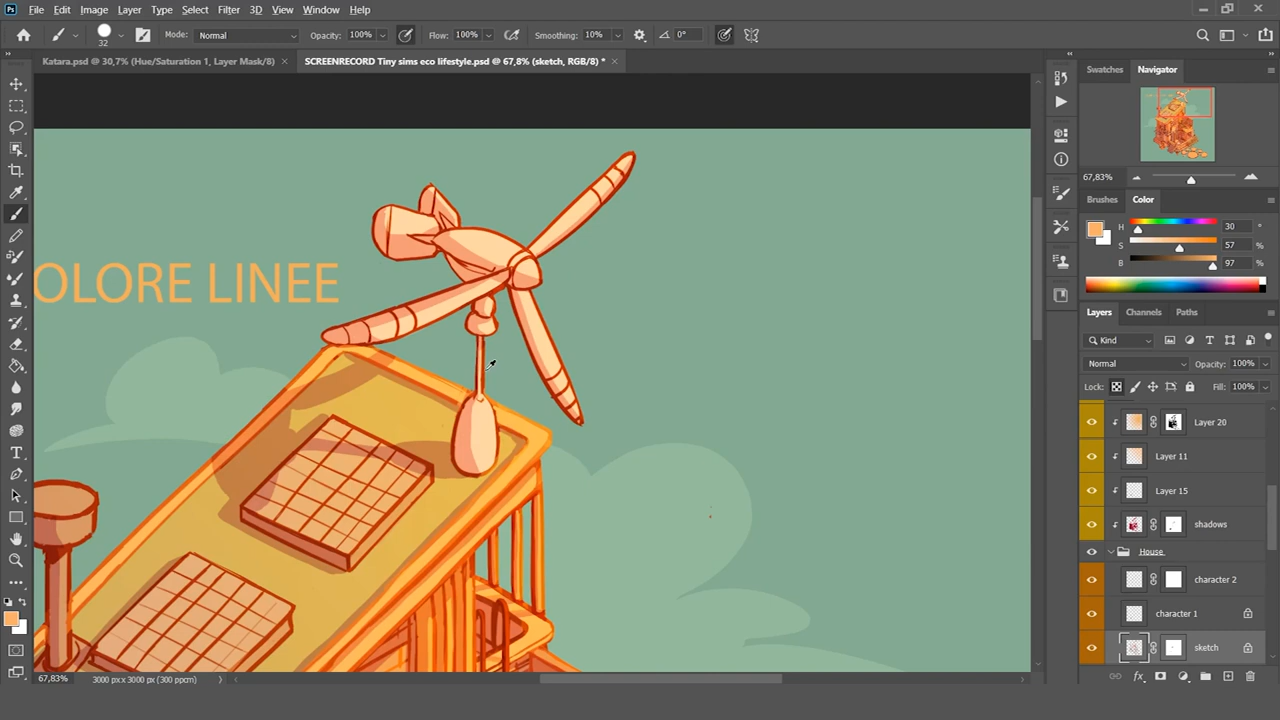 Ps File Edit Image Layer Type Select Filter 3D View Window Help
32 Mode: Normal Opacity: 100% Flow: 100% Smoothing: 10% 0°
Katara.psd @ 30,7% (Hue/Saturation 1, Layer Mask/8)
SCREENRECORD Tiny sims eco lifestyle.psd @ 67,8% (sketch, RGB/8) *
OLORE LINEE
Swatches Navigator
67,83%
Brushes Color
H 30 °
S 57 %
B 97 %
Layers Channels Paths
Kind
Normal Opacity: 100%
Lock: Fill: 100%
Layer 20
Layer 11
Layer 15
shadows
House
character 2
character 1
sketch
fx
67,83% 3000 px x 3000 px (300 ppcm)